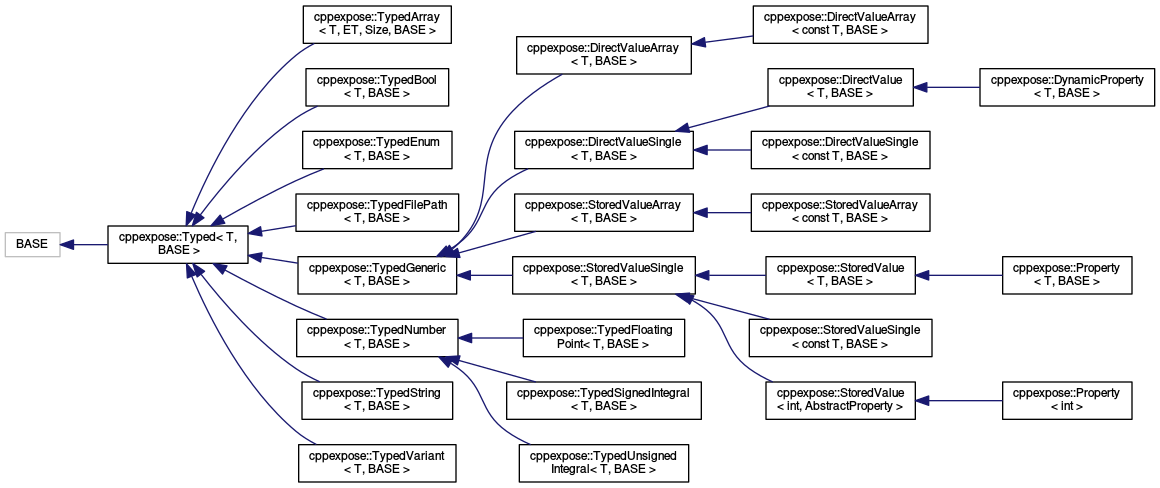 BASE
cppexpose::Typed< T,
BASE >
cppexpose::TypedArray
< T, ET, Size, BASE >
cppexpose::TypedBool
< T, BASE >
cppexpose::TypedEnum
< T, BASE >
cppexpose::TypedFilePath
< T, BASE >
cppexpose::TypedGeneric
< T, BASE >
cppexpose::TypedNumber
< T, BASE >
cppexpose::TypedString
< T, BASE >
cppexpose::TypedVariant
< T, BASE >
cppexpose::DirectValueArray
< T, BASE >
cppexpose::DirectValueSingle
< T, BASE >
cppexpose::StoredValueArray
< T, BASE >
cppexpose::StoredValueSingle
< T, BASE >
cppexpose::TypedFloating
Point< T, BASE >
cppexpose::TypedSignedIntegral
< T, BASE >
cppexpose::TypedUnsigned
Integral< T, BASE >
cppexpose::DirectValueArray
< const T, BASE >
cppexpose::DirectValue
< T, BASE >
cppexpose::DirectValueSingle
< const T, BASE >
cppexpose::StoredValueArray
< const T, BASE >
cppexpose::StoredValue
< T, BASE >
cppexpose::StoredValueSingle
< const T, BASE >
cppexpose::StoredValue
< int, AbstractProperty >
cppexpose::DynamicProperty
< T, BASE >
cppexpose::Property
< T, BASE >
cppexpose::Property
< int >